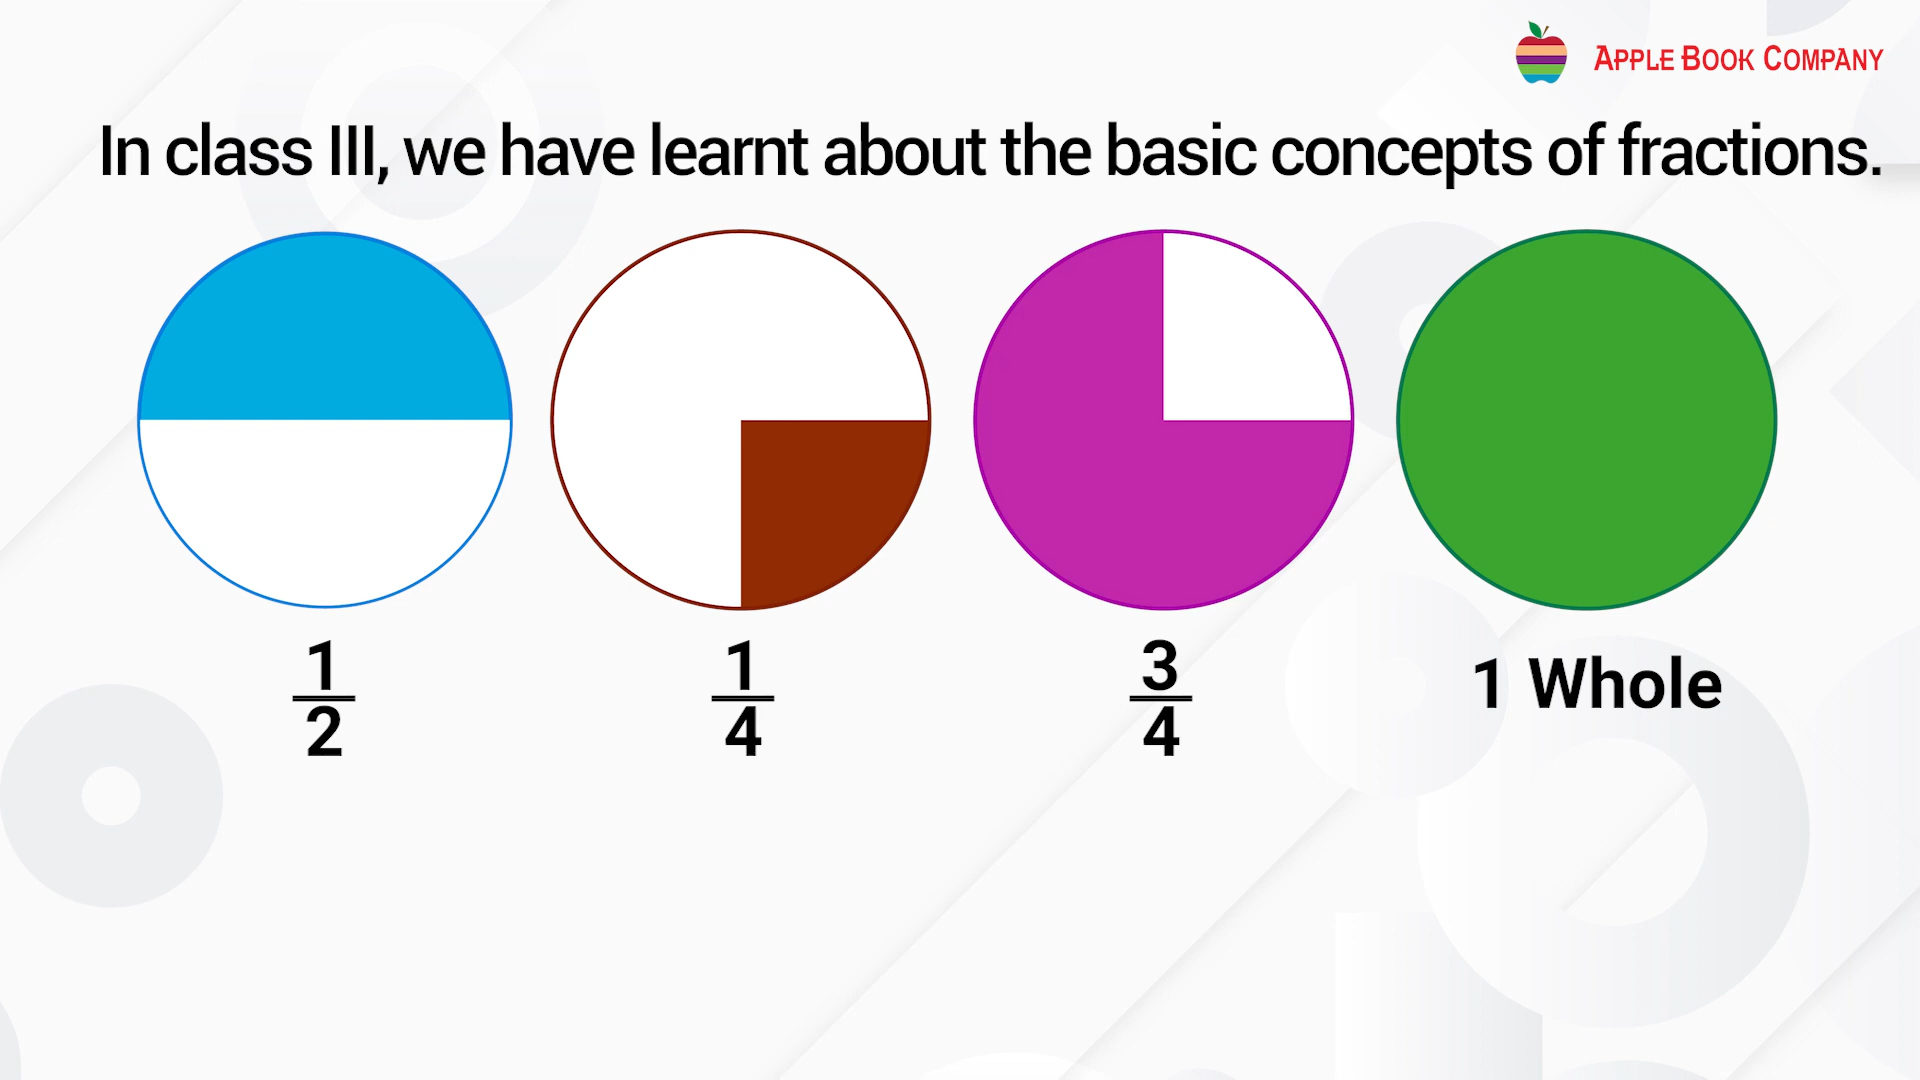 APPLE BOOK COMPANY
In class III, we have learnt about the basic concepts of fractions.
1/2
1/4
3/4
1 Whole